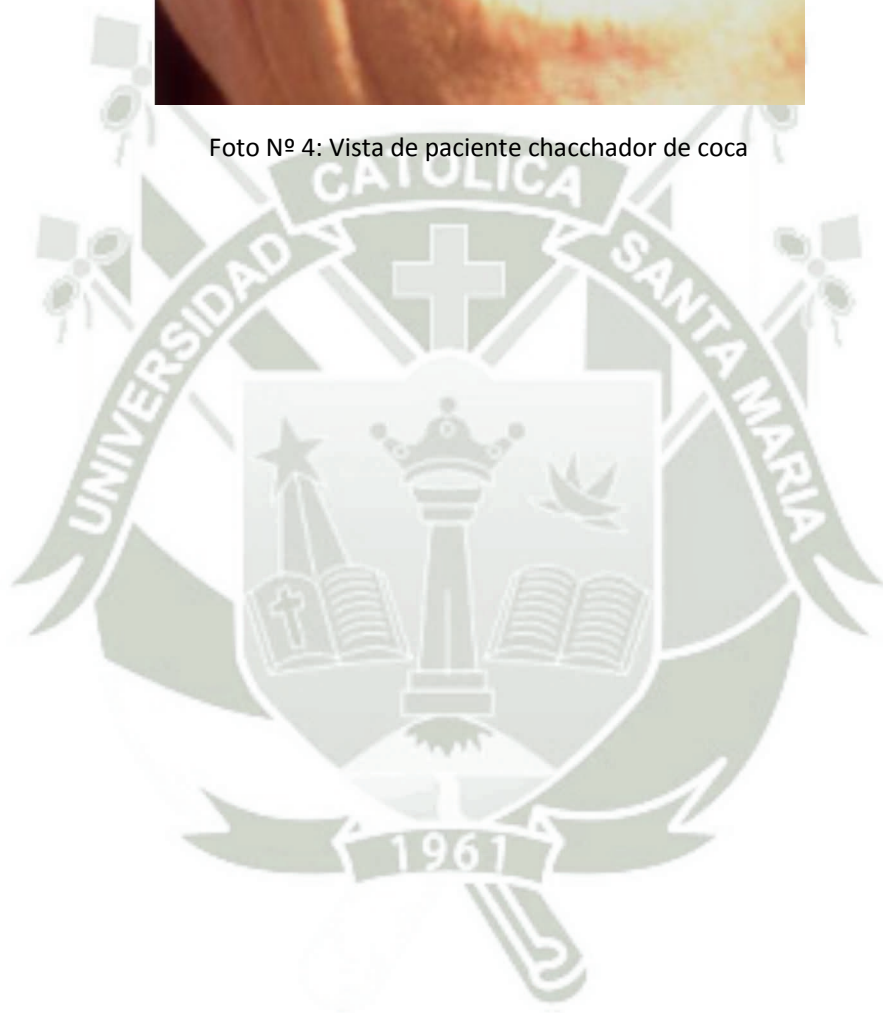 Foto Nº 4: Vista de paciente chacchador de coca
UNIVERSIDAD CATOLICA SANTA MARIA
1961